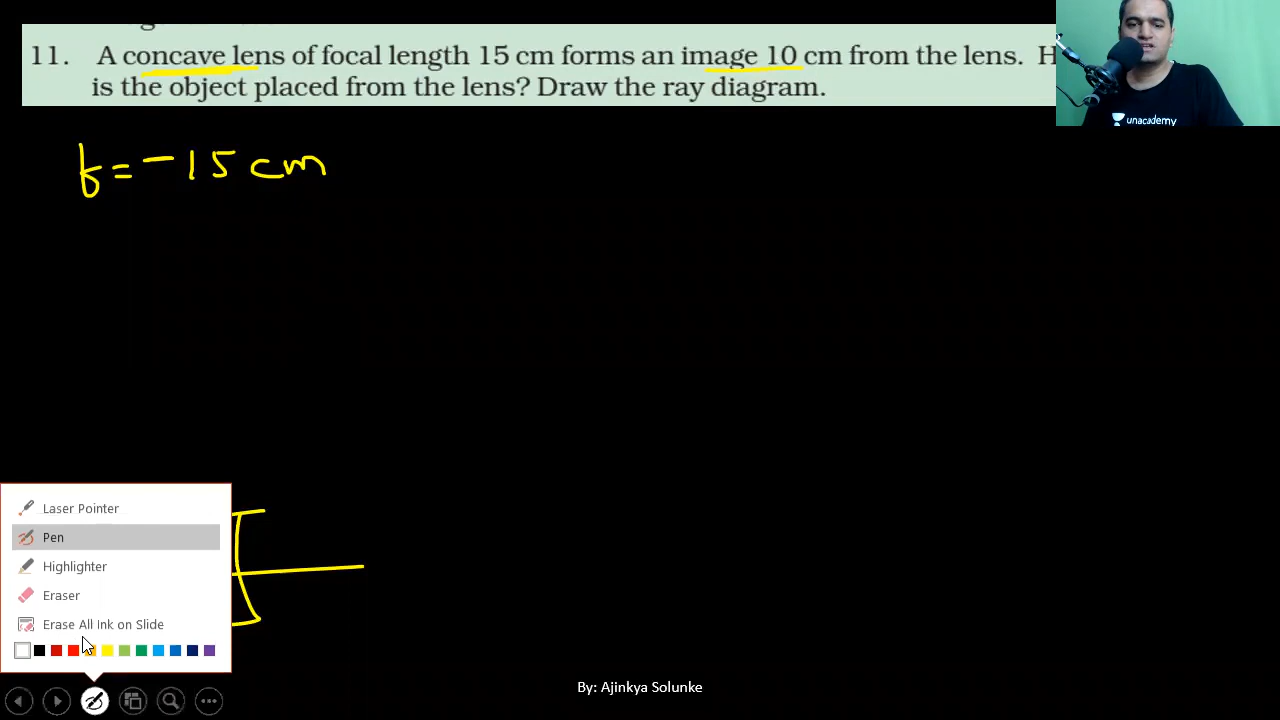 11. A concave lens of focal length 15 cm forms an image 10 cm from the lens. H
is the object placed from the lens? Draw the ray diagram.
unacademy
f = -15 cm
Laser Pointer
Pen
Highlighter
Eraser
Erase All Ink on Slide
By: Ajinkya Solunke